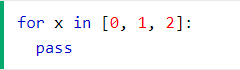 for x in [0, 1, 2]:
  pass